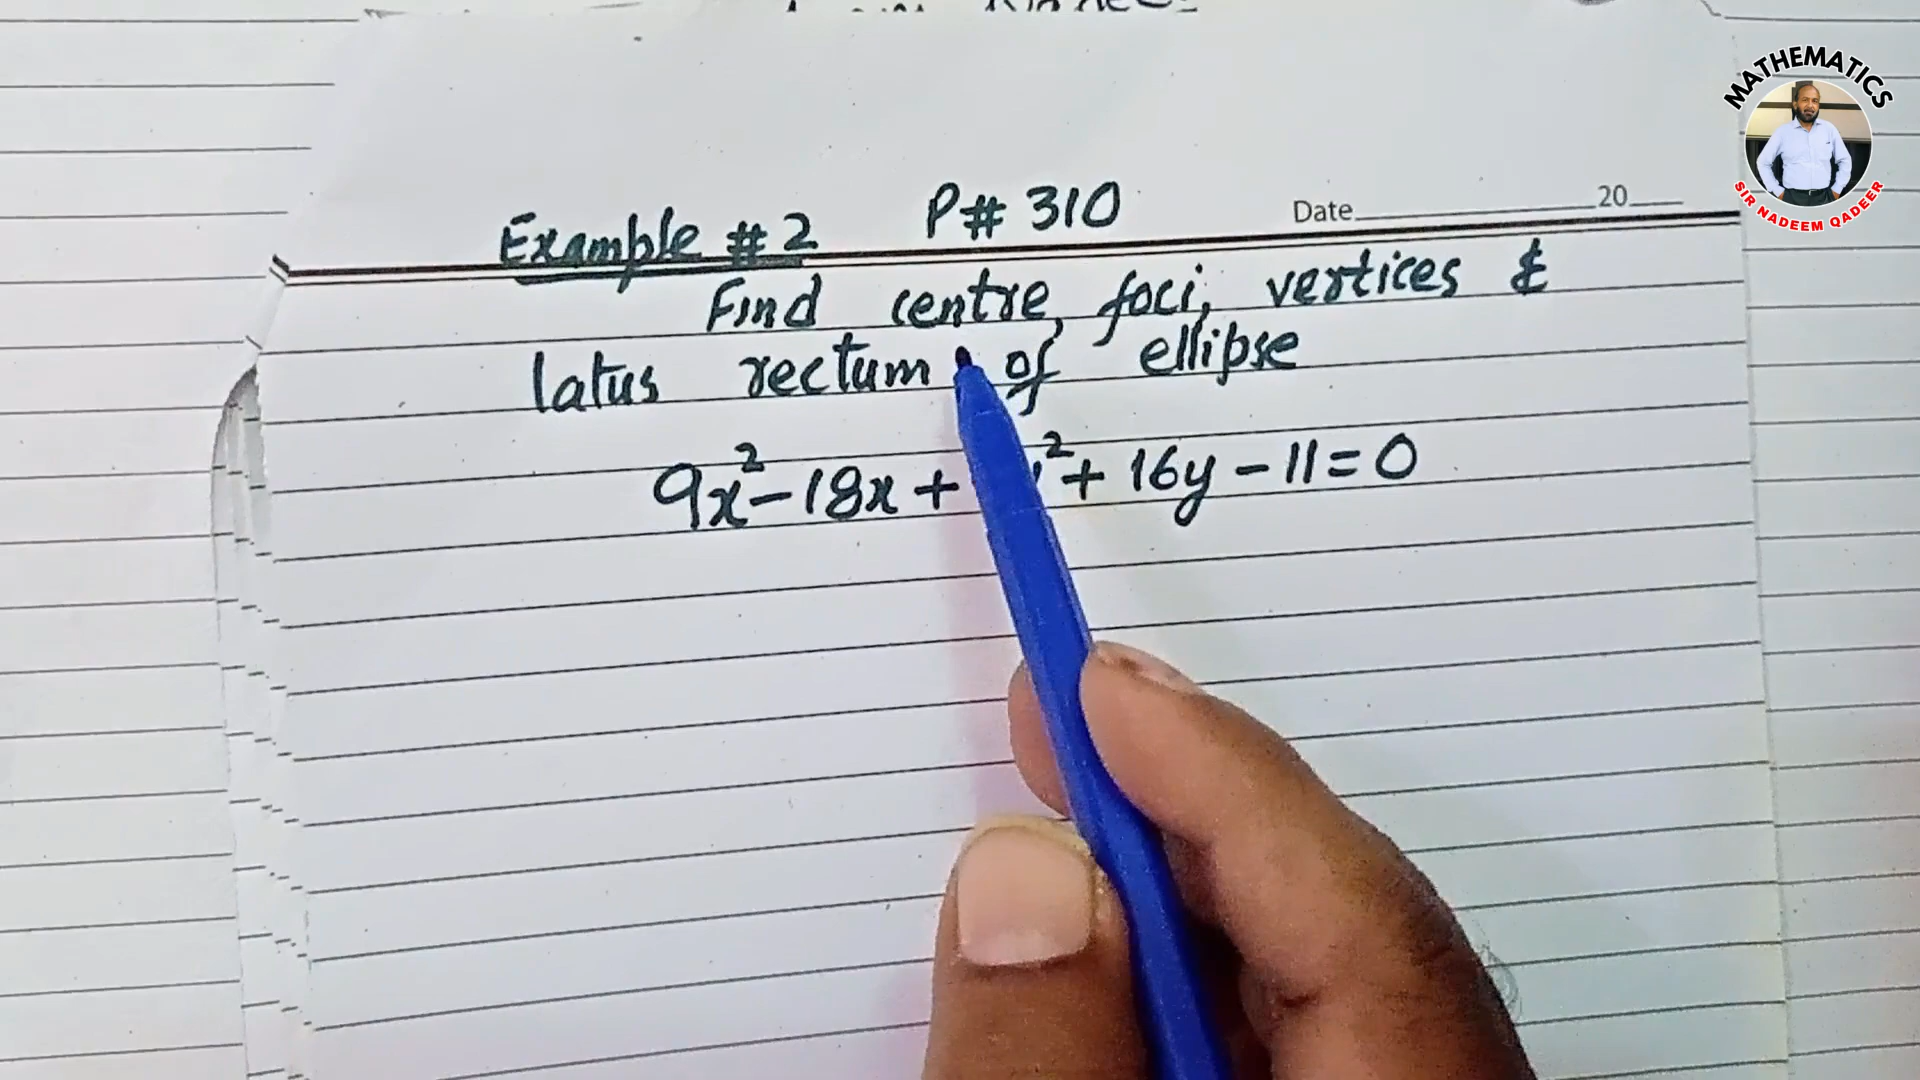 MATHEMATICS
SIR NADEEM QADEER
Example # 2 P# 310
Date 20
Find centre, foci, vertices &
latus rectum of ellipse
9x² - 18x + ² + 16y - 11 = 0